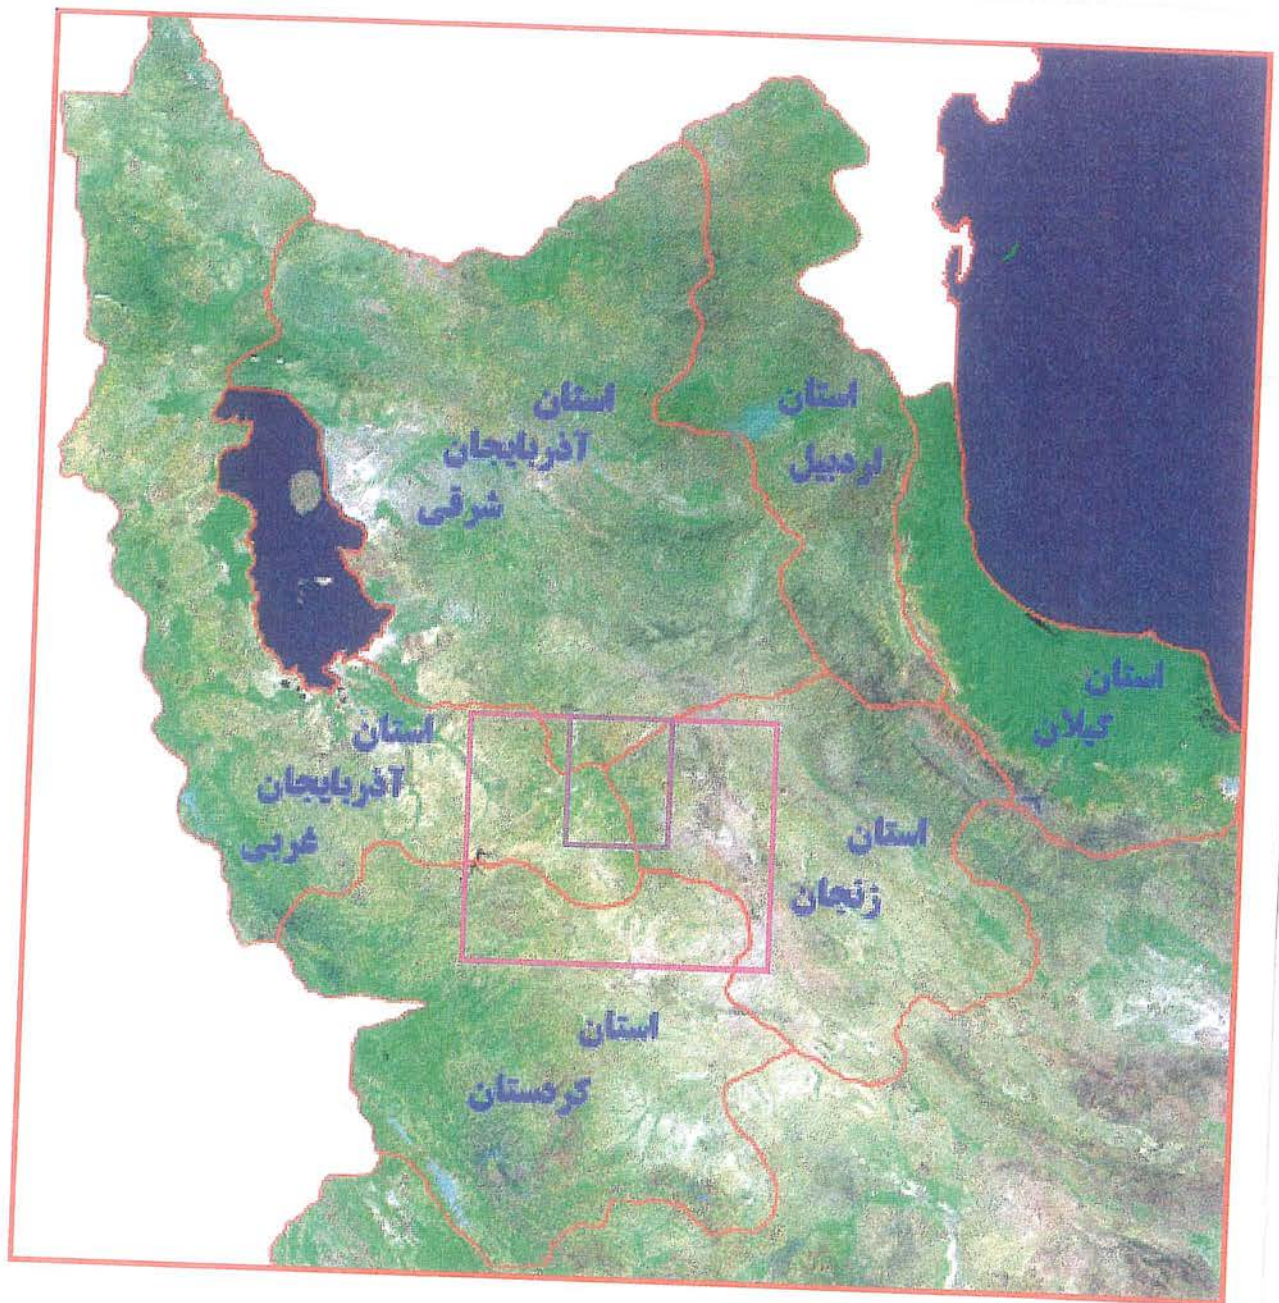 استان
آذربایجان
شرقی
استان
اردبیل
استان
گیلان
استان
آذربایجان
غربی
استان
زنجان
استان
کردستان